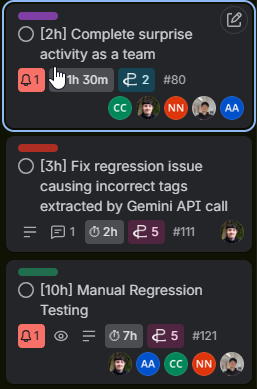 [2h] Complete surprise
activity as a team
1 1h 30m 2 #80
CC NN AA
[3h] Fix regression issue
causing incorrect tags
extracted by Gemini API call
1 2h 5 #111
[10h] Manual Regression
Testing
1 7h 5 #121
AA CC NN